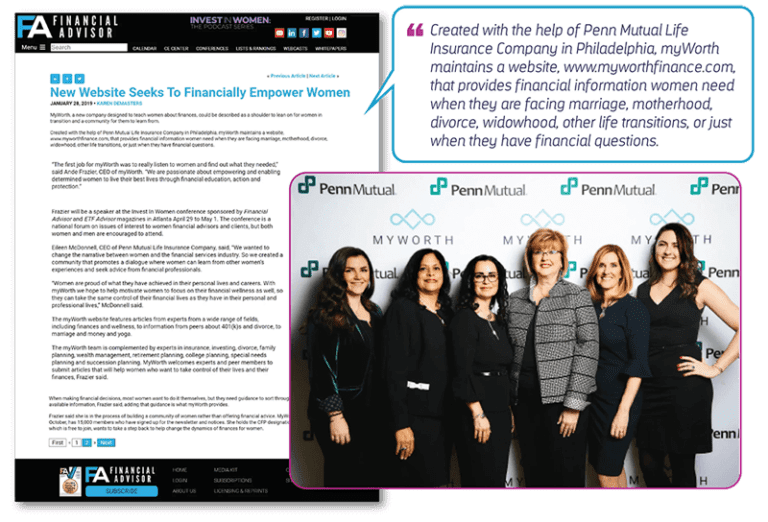 FA FINANCIAL
ADVISOR
INVEST IN WOMEN:
THE PODCAST SERIES
REGISTER | LOGIN
Menu
Search
CALENDAR CE CENTER CONFERENCES LISTS & RANKINGS WEBCASTS WHITEPAPERS
« Previous Article | Next Article »
New Website Seeks To Financially Empower Women
JANUARY 28, 2019 • KAREN DEMASTERS
MyWorth, a new company designed to teach women about finances, could be described as a shoulder to lean on for women in
transition and a community for them to learn from.
Created with the help of Penn Mutual Life Insurance Company in Philadelphia, myWorth maintains a website,
www.myworthfinance.com, that provides financial information women need when they are facing marriage, motherhood, divorce,
widowhood, other life transitions, or just when they have financial questions.
"The first job for myWorth was to really listen to women and find out what they needed,"
said Ande Frazier, CEO of myWorth. "We are passionate about empowering and enabling
determined women to live their best lives through financial education, action and
protection."
Frazier will be a speaker at the Invest In Women conference sponsored by Financial
Advisor and ETF Advisor magazines in Atlanta April 29 to May 1. The conference is a
national forum on issues of interest to women financial advisors and clients, but both
women and men are encouraged to attend.
Eileen McDonnell, CEO of Penn Mutual Life Insurance Company, said, "We wanted to
change the narrative between women and the financial services industry. So we created a
community that promotes a dialogue where women can learn from other women's
experiences and seek advice from financial professionals.
"Women are proud of what they have achieved in their personal lives and careers. With
myWorth we hope to help motivate women to focus on their financial wellness as well, so
they can take the same control of their financial lives as they have in their personal and
professional lives," McDonnell said.
The myWorth website features articles from experts from a wide range of fields,
including finances and wellness, to information from peers about 401(k)s and divorce, to
marriage and money and yoga.
The myWorth team is complemented by experts in insurance, investing, divorce, family
planning, wealth management, retirement planning, college planning, special needs
planning and succession planning. MyWorth welcomes experts and peer members to
submit articles that will help women who want to take control of their lives and their
finances, Frazier said.
When making financial decisions, most women want to do it themselves, but they need guidance to sort through
available information, Frazier said, adding that guidance is what myWorth provides.
Frazier said she is in the process of building a community of women rather than offering financial advice. MyWo
October, has 15,000 members who have signed up for the newsletter and notices. She holds the CFP designatio
which is free to join, wants to take a step back to help change the dynamics of finances for women.
First « 1 2 » Next
FA FINANCIAL
ADVISOR
SUBSCRIBE
HOME MEDIA KIT
LOGIN SUBSCRIPTIONS
ABOUT US LICENSING & REPRINTS
Created with the help of Penn Mutual Life
Insurance Company in Philadelphia, myWorth
maintains a website, www.myworthfinance.com,
that provides financial information women need
when they are facing marriage, motherhood,
divorce, widowhood, other life transitions, or just
when they have financial questions.
PennMutual PennMutual PennMutual Penn
MYWORTH MYWORTH MYWORTH
PennMutual
Pe
PennM
MYWORTH MYWO